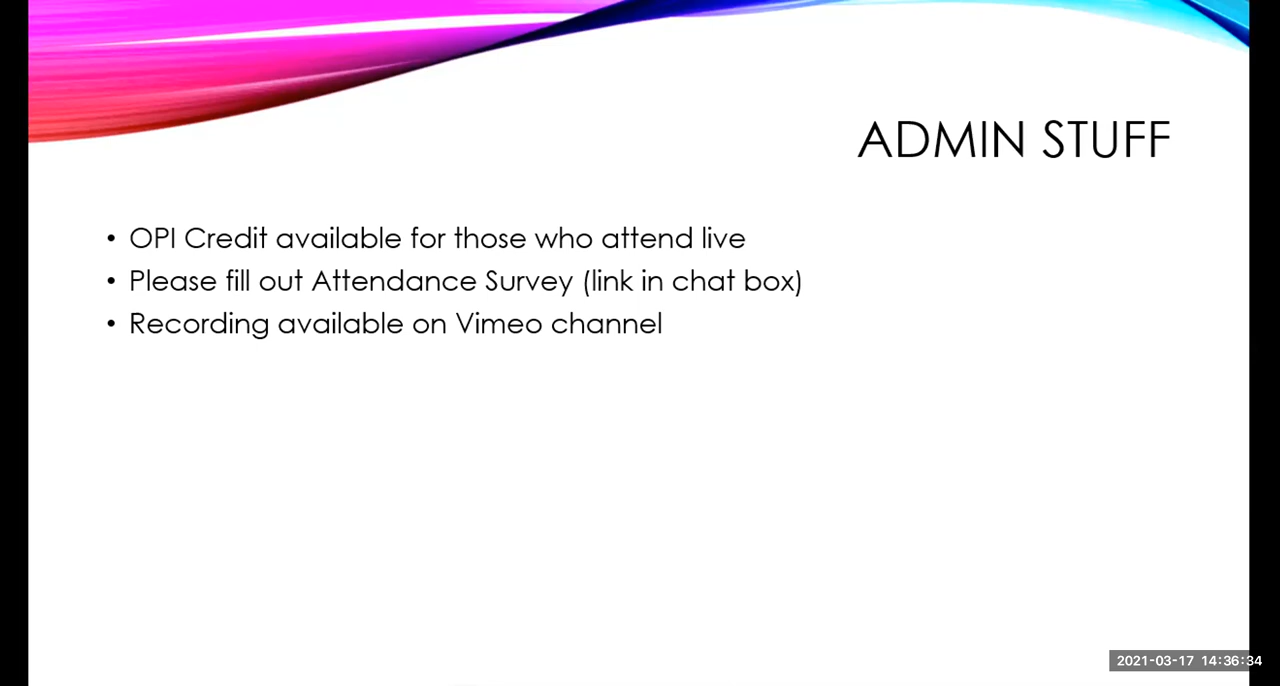 ADMIN STUFF
• OPI Credit available for those who attend live
• Please fill out Attendance Survey (link in chat box)
• Recording available on Vimeo channel
2021-03-17 14:36:34